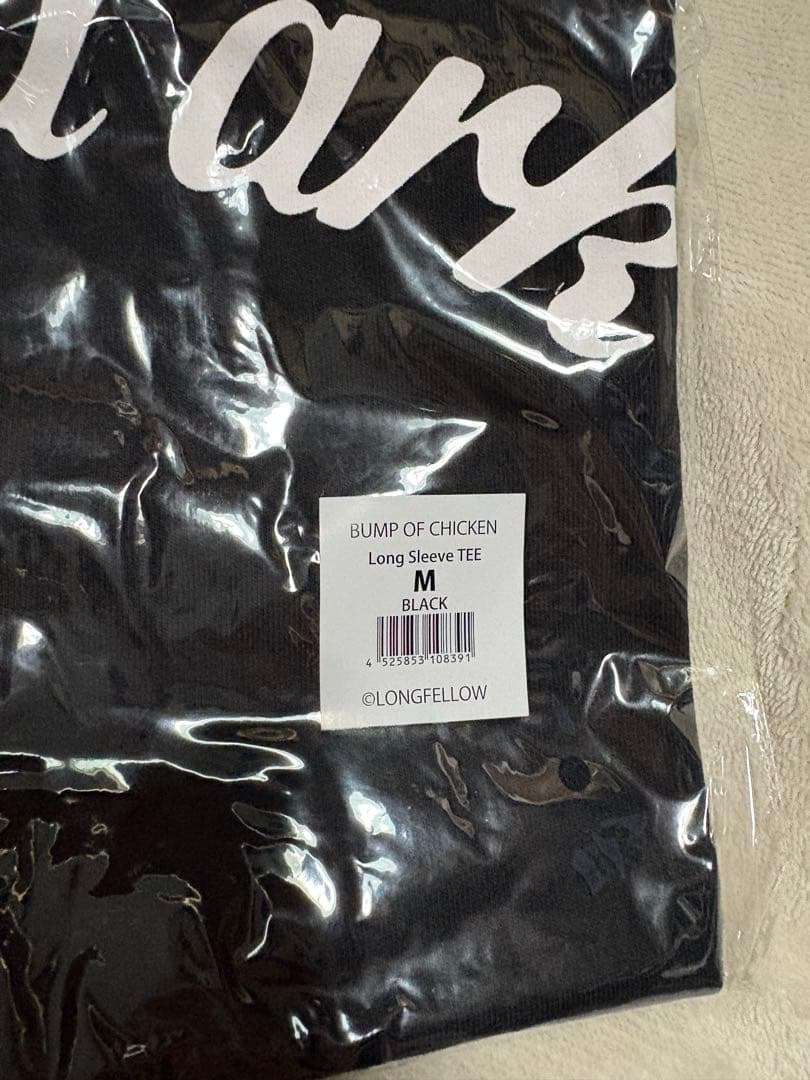 BUMP OF CHICKEN
Long Sleeve TEE
M
BLACK
4 525853 108391
©LONGFELLOW